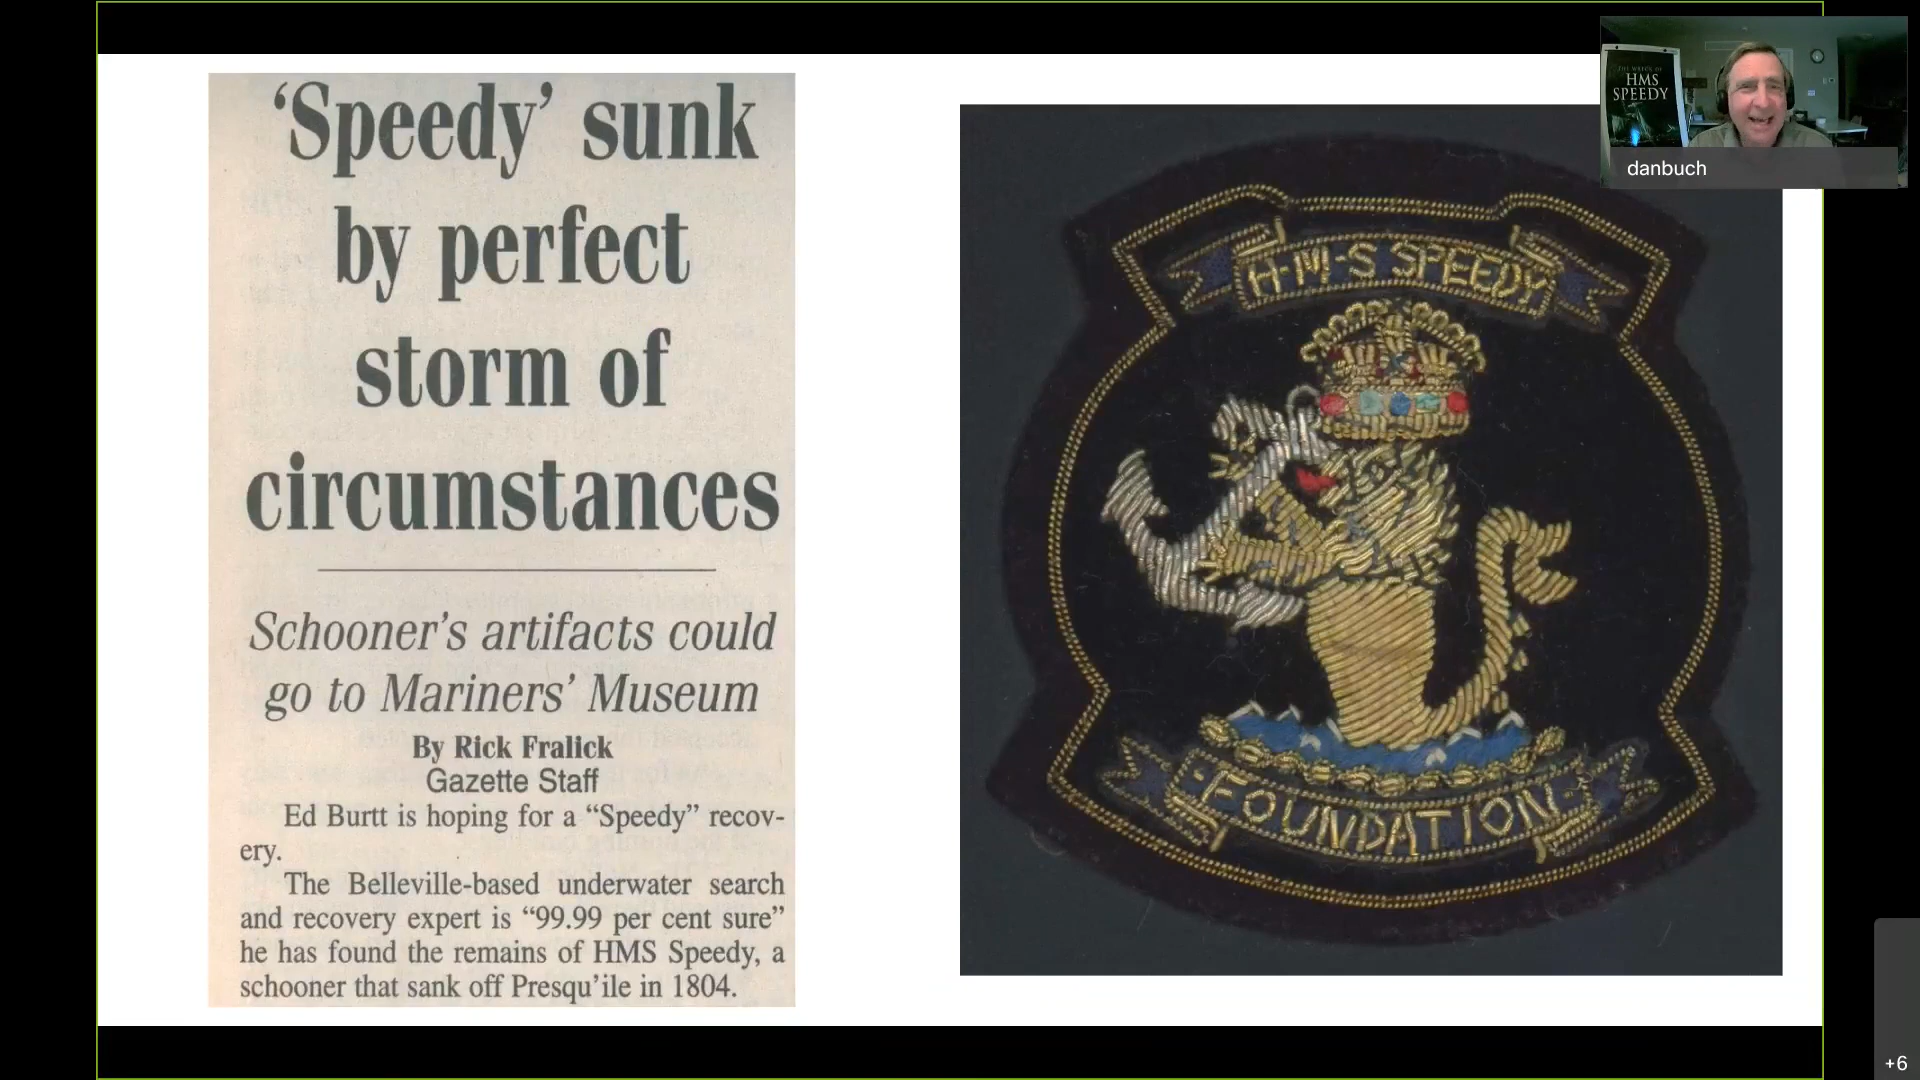 ‘Speedy’ sunk
by perfect
storm of
circumstances
Schooner’s artifacts could
go to Mariners’ Museum
By Rick Fralick
Gazette Staff
Ed Burtt is hoping for a “Speedy” recov-
ery.
The Belleville-based underwater search
and recovery expert is “99.99 per cent sure”
he has found the remains of HMS Speedy, a
schooner that sank off Presqu’ile in 1804.
H·M·S SPEEDY
·FOUNDATION·
THE WRECK OF
HMS
SPEEDY
danbuch
+6